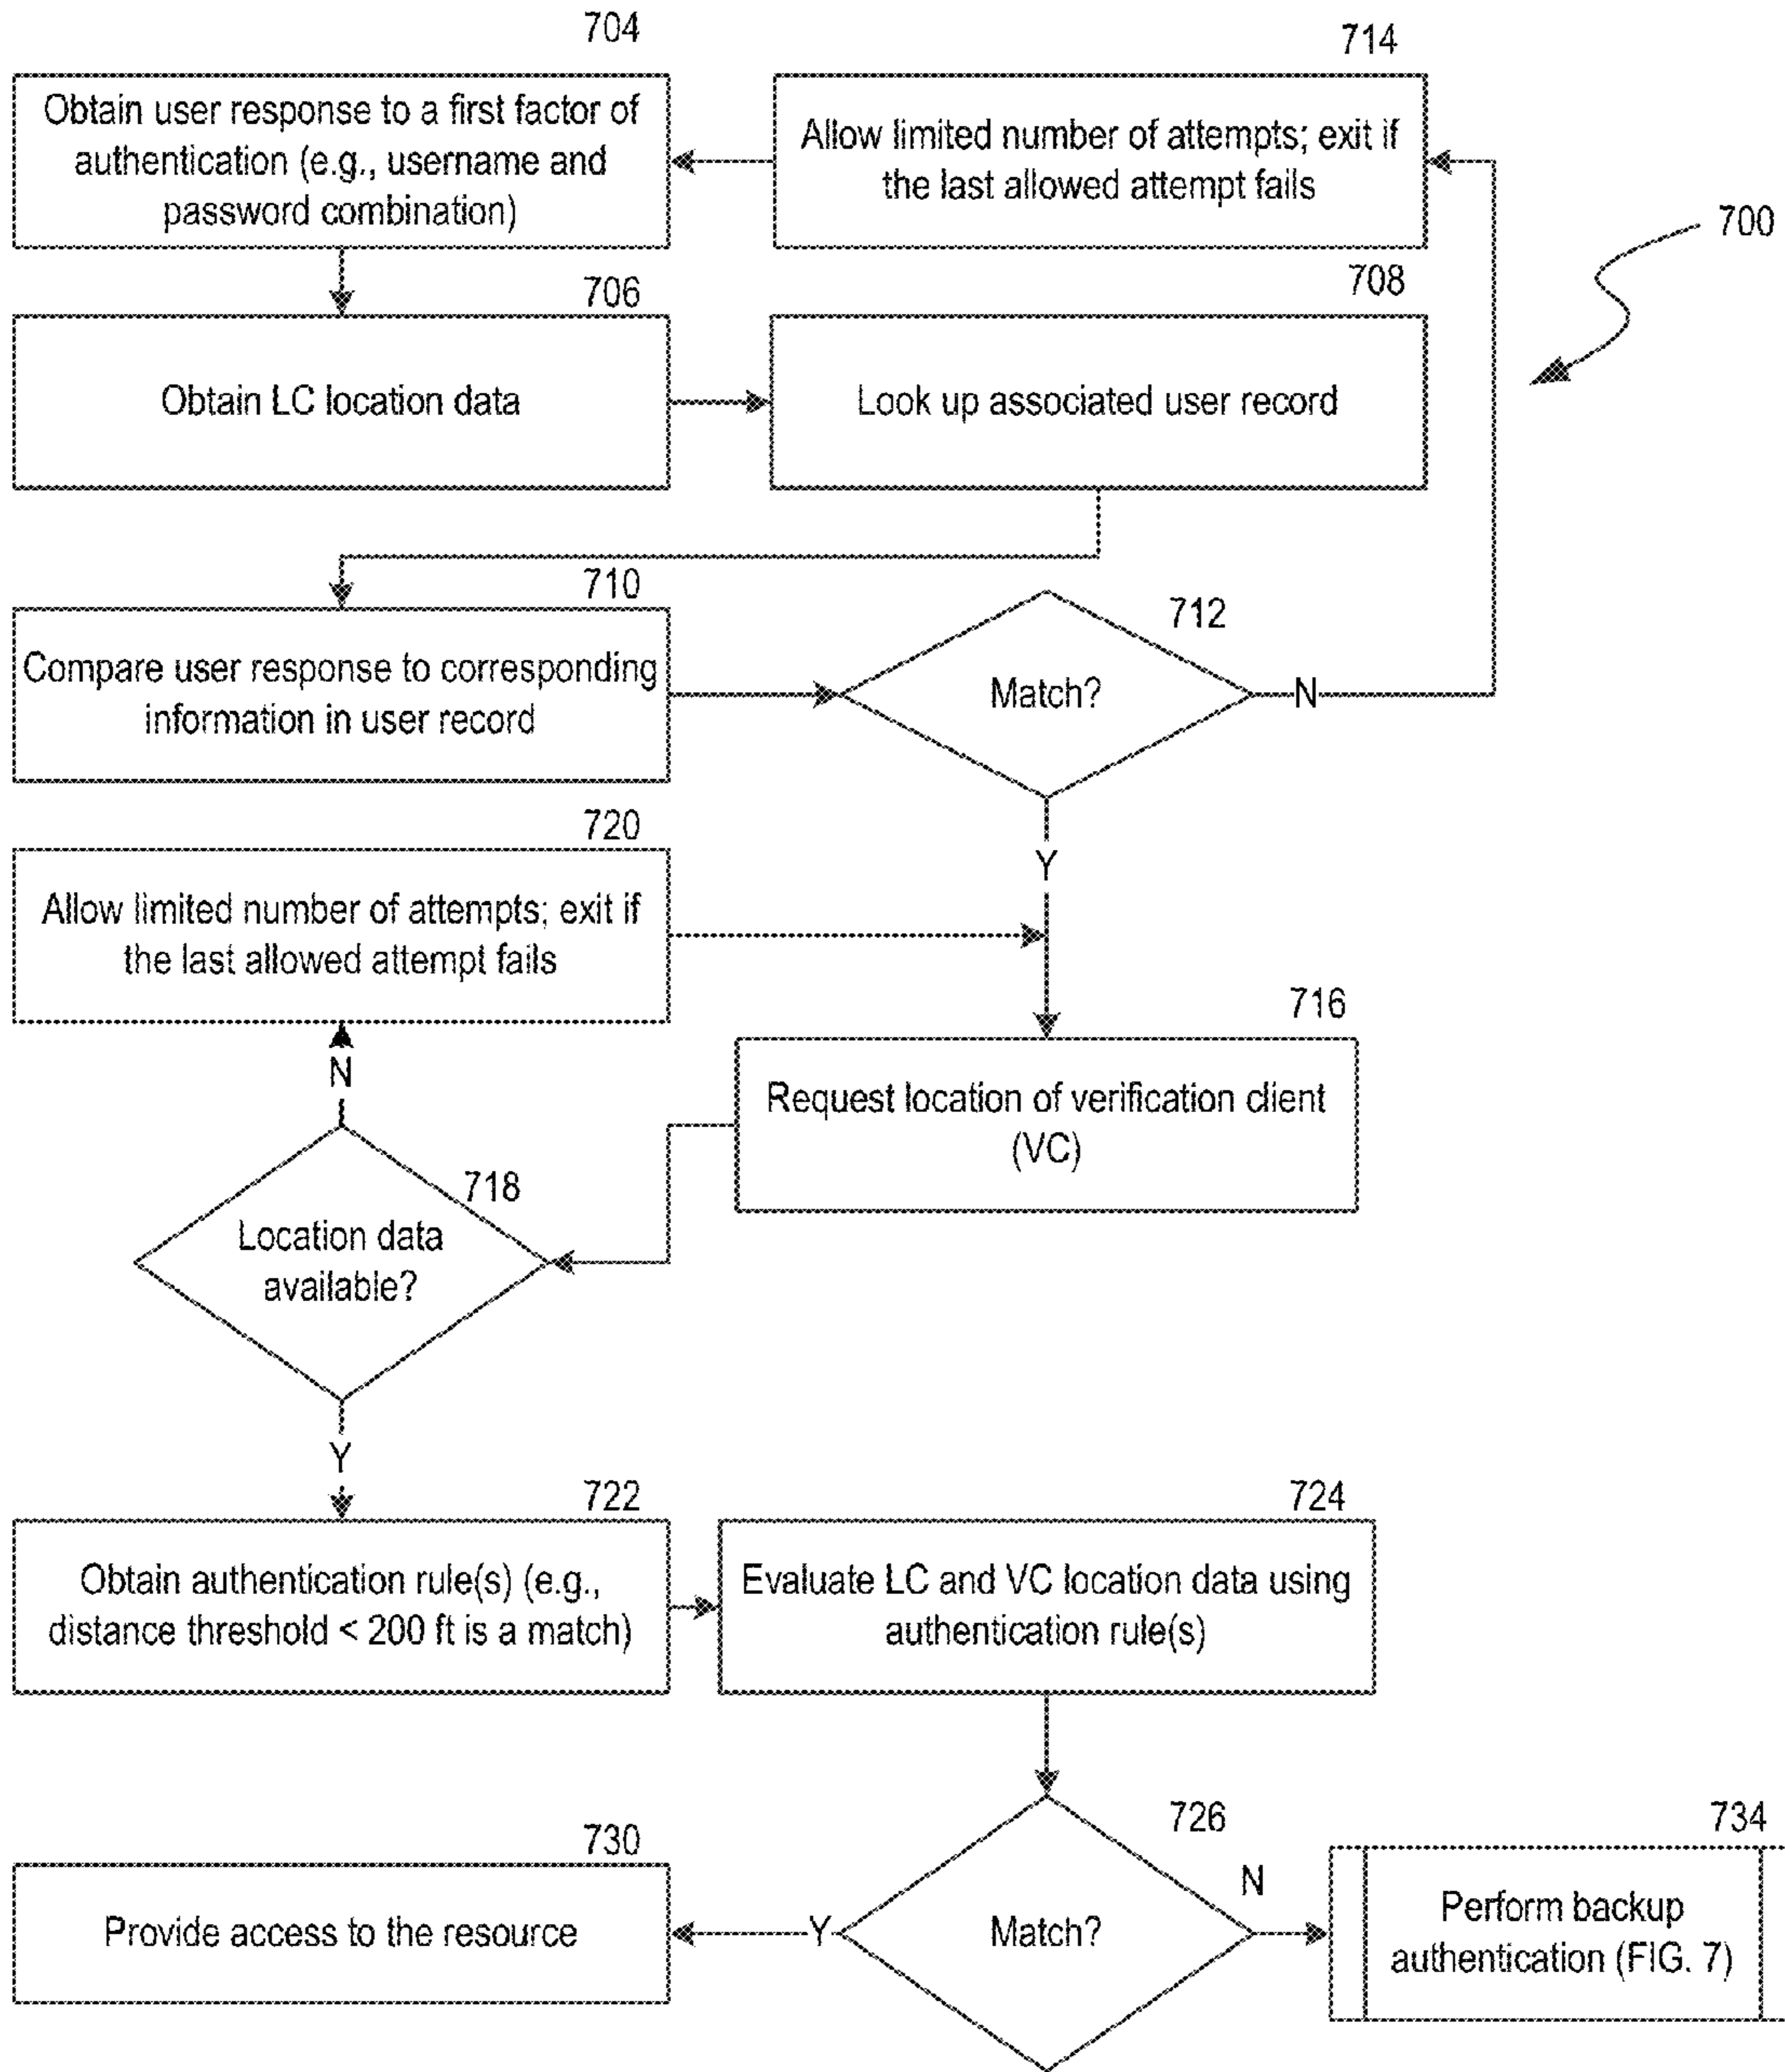 704
Obtain user response to a first factor of
authentication (e.g., username and
password combination)
714
Allow limited number of attempts; exit if
the last allowed attempt fails
700
706
Obtain LC location data
708
Look up associated user record
710
Compare user response to corresponding
information in user record
712
Match?
N
Y
720
Allow limited number of attempts; exit if
the last allowed attempt fails
716
Request location of verification client
(VC)
N
718
Location data
available?
Y
722
Obtain authentication rule(s) (e.g.,
distance threshold < 200 ft is a match)
724
Evaluate LC and VC location data using
authentication rule(s)
726
Match?
Y
N
730
Provide access to the resource
734
Perform backup
authentication (FIG. 7)